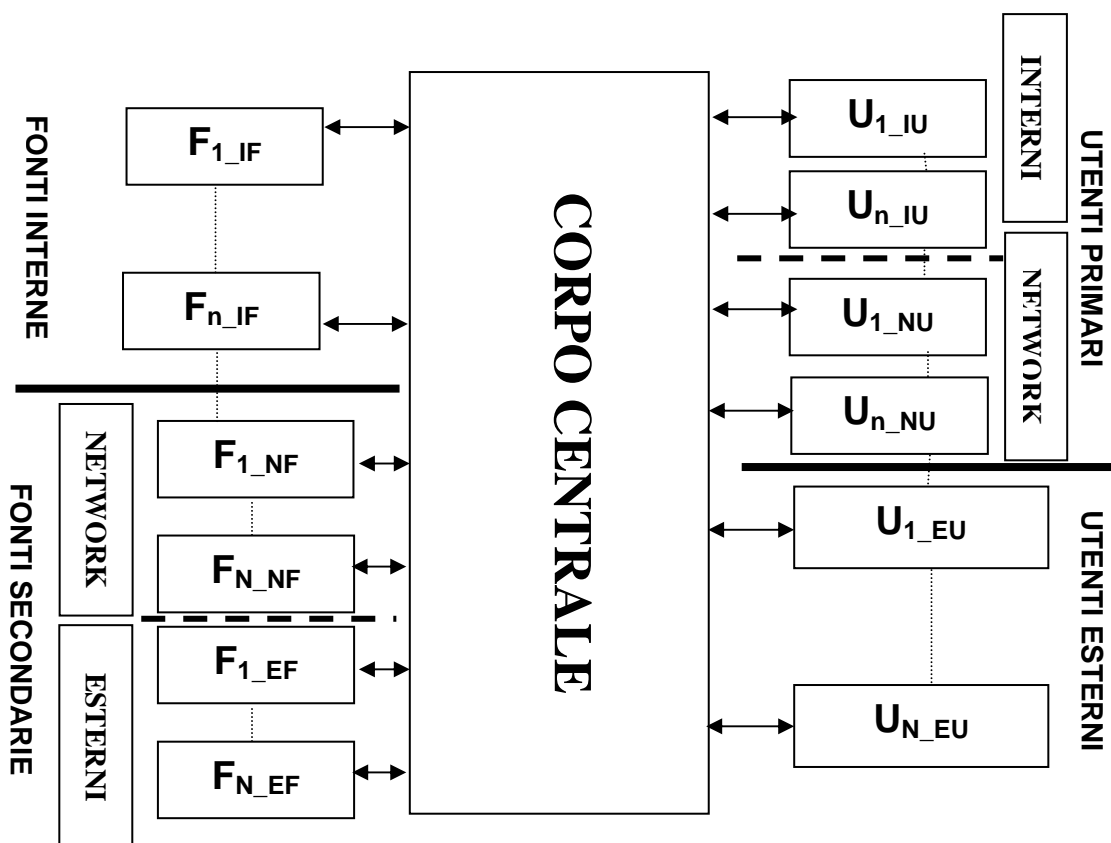 FONTI INTERNE
F1_IF
Fn_IF
FONTI SECONDARIE
NETWORK
F1_NF
FN_NF
ESTERNI
F1_EF
FN_EF
CORPO CENTRALE
UTENTI PRIMARI
INTERNI
U1_IU
Un_IU
NETWORK
U1_NU
Un_NU
UTENTI ESTERNI
U1_EU
UN_EU